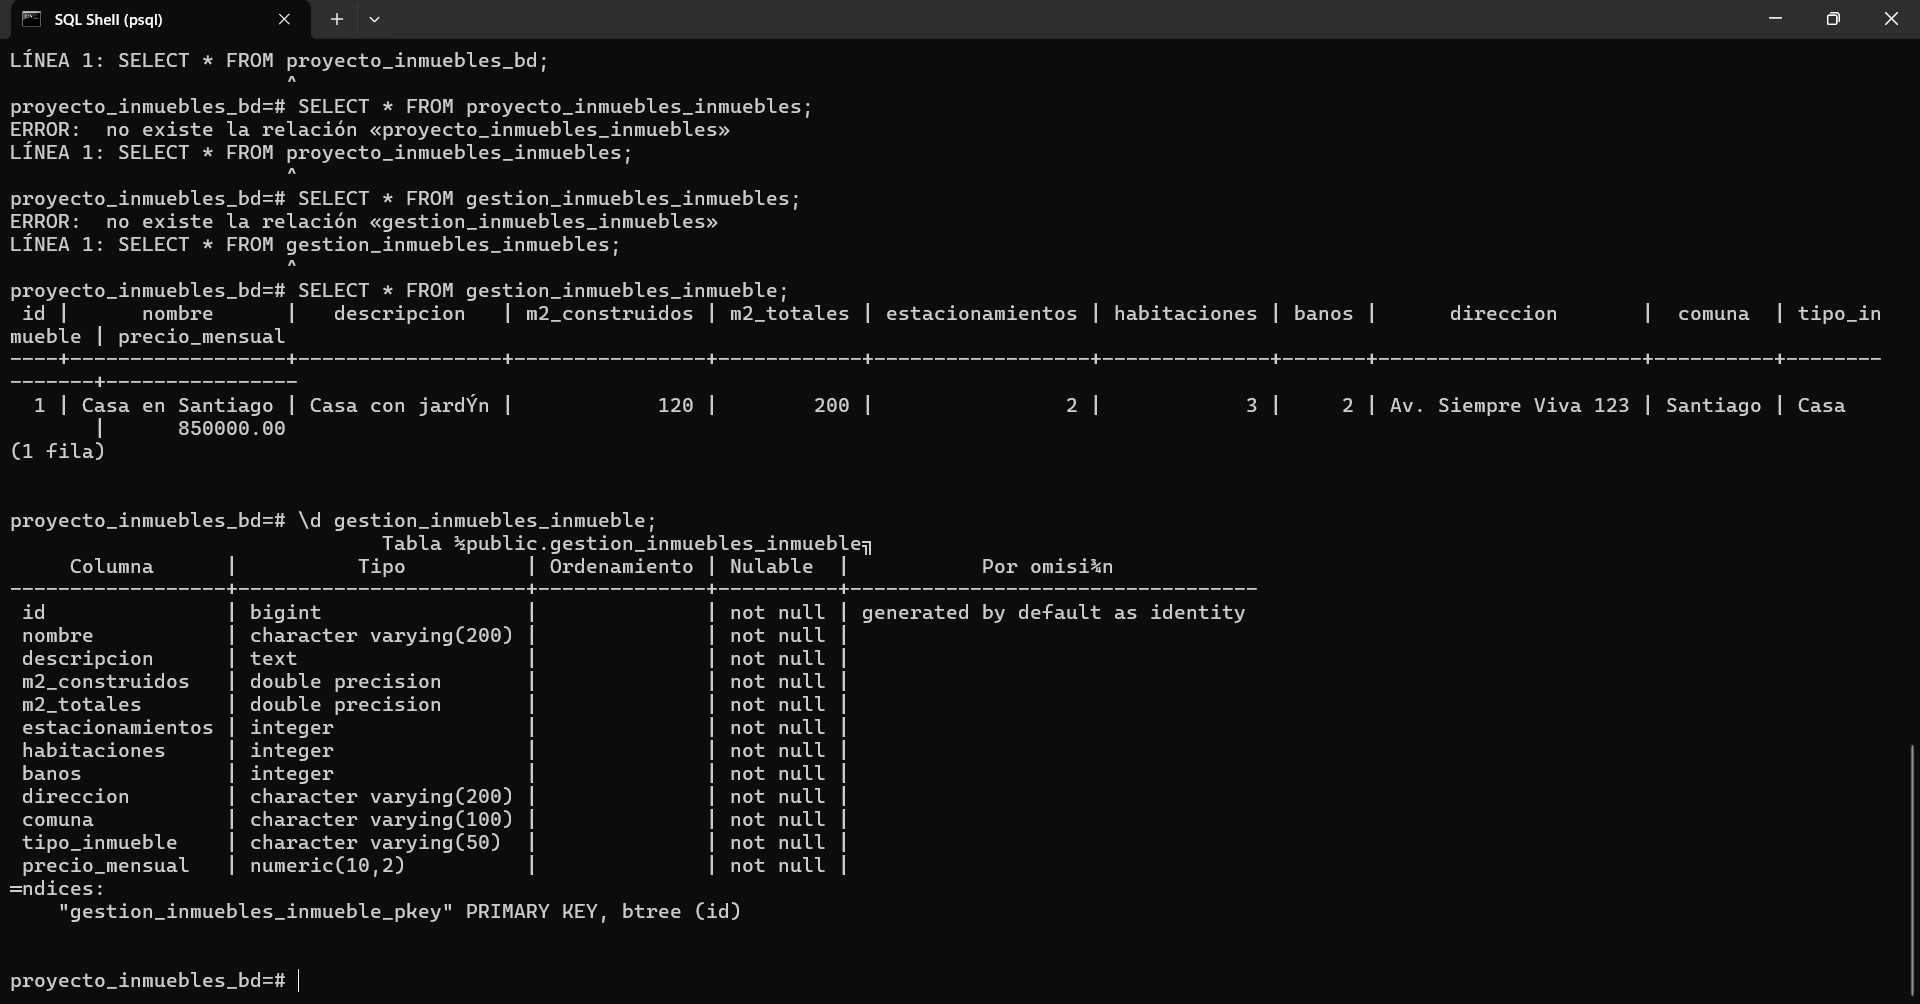 SQL Shell (psql)
LÍNEA 1: SELECT * FROM proyecto_inmuebles_bd;
                       ^
proyecto_inmuebles_bd=# SELECT * FROM proyecto_inmuebles_inmuebles;
ERROR:  no existe la relación «proyecto_inmuebles_inmuebles»
LÍNEA 1: SELECT * FROM proyecto_inmuebles_inmuebles;
                       ^
proyecto_inmuebles_bd=# SELECT * FROM gestion_inmuebles_inmuebles;
ERROR:  no existe la relación «gestion_inmuebles_inmuebles»
LÍNEA 1: SELECT * FROM gestion_inmuebles_inmuebles;
                       ^
proyecto_inmuebles_bd=# SELECT * FROM gestion_inmuebles_inmueble;
 id |      nombre      |   descripcion   | m2_construidos | m2_totales | estacionamientos | habitaciones | banos |      direccion       |  comuna  | tipo_in
mueble | precio_mensual
----+------------------+-----------------+----------------+------------+------------------+--------------+-------+----------------------+----------+--------
-------+----------------
  1 | Casa en Santiago | Casa con jardÝn |            120 |        200 |                2 |            3 |     2 | Av. Siempre Viva 123 | Santiago | Casa
       |      850000.00
(1 fila)
proyecto_inmuebles_bd=# \d gestion_inmuebles_inmueble;
                               Tabla ½public.gestion_inmuebles_inmueble╗
     Columna      |          Tipo          | Ordenamiento | Nulable  |           Por omisi¾n
------------------+------------------------+--------------+----------+----------------------------------
 id               | bigint                 |              | not null | generated by default as identity
 nombre           | character varying(200) |              | not null |
 descripcion      | text                   |              | not null |
 m2_construidos   | double precision       |              | not null |
 m2_totales       | double precision       |              | not null |
 estacionamientos | integer                |              | not null |
 habitaciones     | integer                |              | not null |
 banos            | integer                |              | not null |
 direccion        | character varying(200) |              | not null |
 comuna           | character varying(100) |              | not null |
 tipo_inmueble    | character varying(50)  |              | not null |
 precio_mensual   | numeric(10,2)          |              | not null |
═ndices:
    "gestion_inmuebles_inmueble_pkey" PRIMARY KEY, btree (id)
proyecto_inmuebles_bd=#